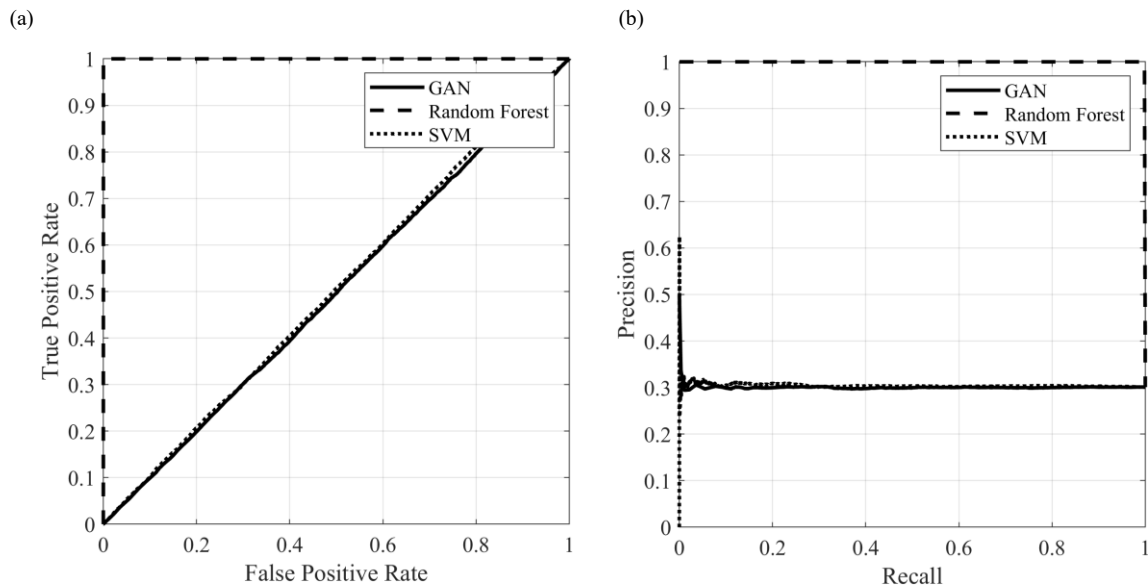 (a)
(b)
1
0.9
0.8
0.7
0.6
0.5
0.4
0.3
0.2
0.1
0
True Positive Rate
GAN
Random Forest
SVM
0
0.2
0.4
0.6
0.8
1
False Positive Rate
1
0.9
0.8
0.7
0.6
0.5
0.4
0.3
0.2
0.1
0
Precision
GAN
Random Forest
SVM
0
0.2
0.4
0.6
0.8
1
Recall